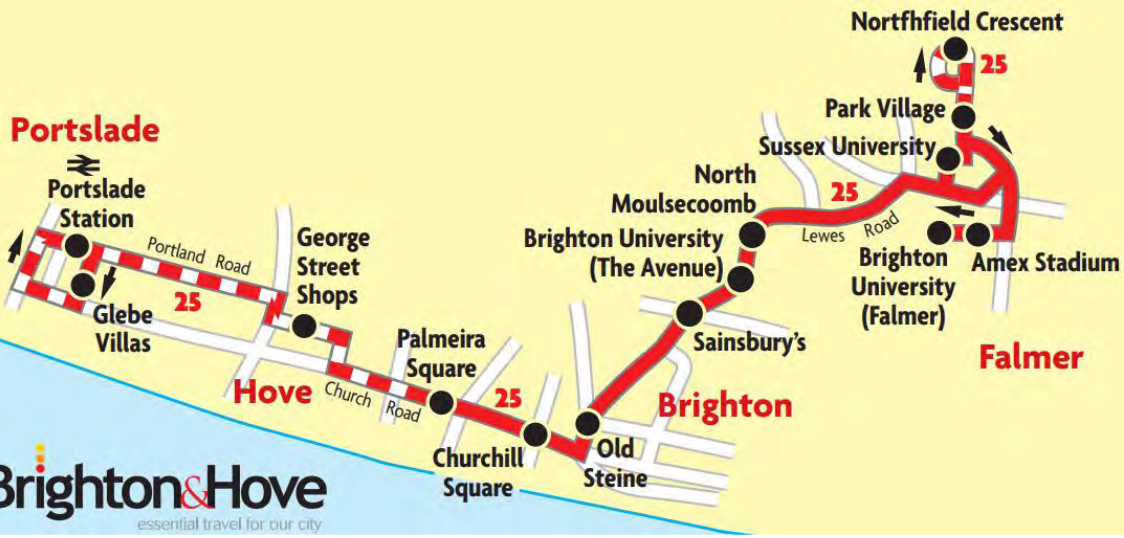 Nortfhfield Crescent
25
Park Village
Portslade
Sussex University
Portslade
Station
North
Moulsecoomb
25
Lewes Road
Portland Road
George
Street
Shops
Brighton University
(The Avenue)
Brighton
University
(Falmer)
Amex Stadium
25
Glebe
Villas
Palmeira
Square
Sainsbury's
Falmer
Hove
Church Road
25
Brighton
Churchill
Square
Old
Steine
Brighton&Hove
essential travel for our city